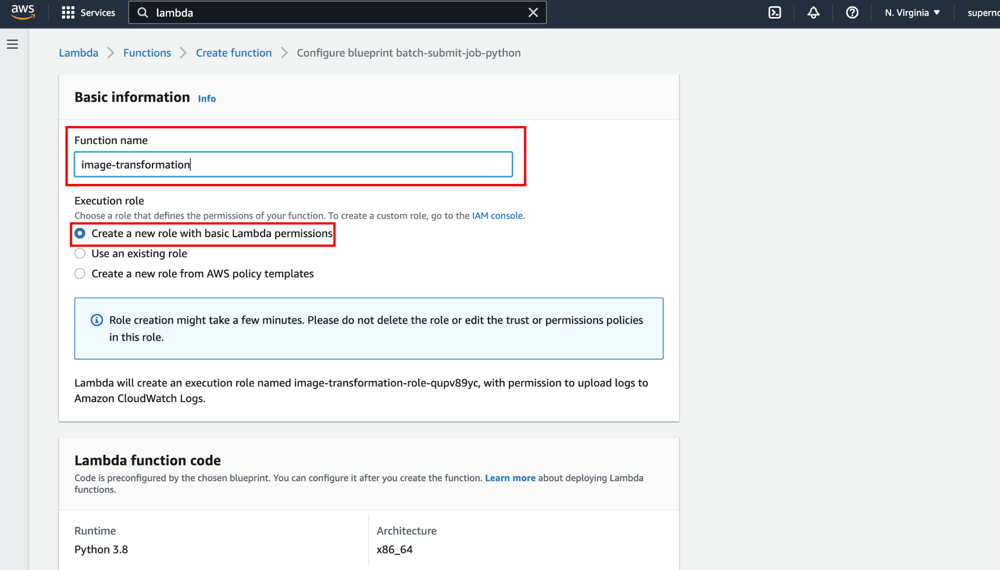 aws
Services
lambda
N. Virginia
Lambda
Functions
Create function
Configure blueprint batch-submit-job-python
Basic information Info
Function name
image-transformation
Execution role
Choose a role that defines the permissions of your function. To create a custom role, go to the IAM console.
Create a new role with basic Lambda permissions
Use an existing role
Create a new role from AWS policy templates
Role creation might take a few minutes. Please do not delete the role or edit the trust or permissions policies
in this role.
Lambda will create an execution role named image-transformation-role-qupv89yc, with permission to upload logs to
Amazon CloudWatch Logs.
Lambda function code
Code is preconfigured by the chosen blueprint. You can configure it after you create the function. Learn more about deploying Lambda
functions.
Runtime
Architecture
Python 3.8
x86_64